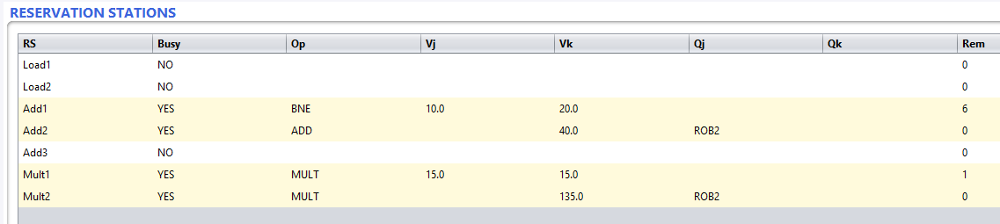 RESERVATION STATIONS
RS Busy Op Vj Vk Qj Qk Rem
Load1 NO 0
Load2 NO 0
Add1 YES BNE 10.0 20.0 6
Add2 YES ADD 40.0 ROB2 0
Add3 NO 0
Mult1 YES MULT 15.0 15.0 1
Mult2 YES MULT 135.0 ROB2 0